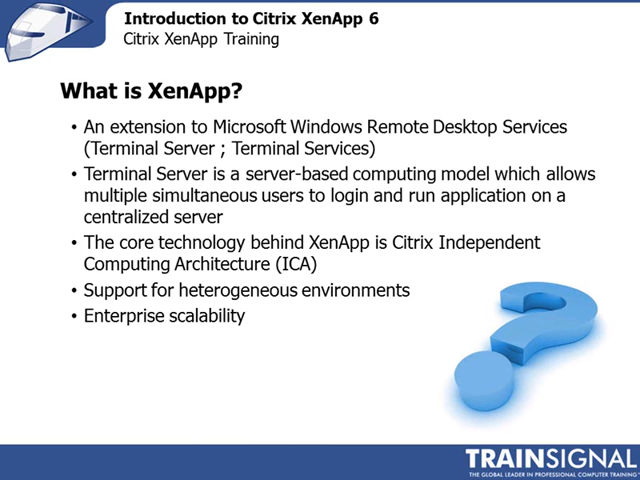 Introduction to Citrix XenApp 6
Citrix XenApp Training
What is XenApp?
• An extension to Microsoft Windows Remote Desktop Services
(Terminal Server ; Terminal Services)
• Terminal Server is a server-based computing model which allows
multiple simultaneous users to login and run application on a
centralized server
• The core technology behind XenApp is Citrix Independent
Computing Architecture (ICA)
• Support for heterogeneous environments
• Enterprise scalability
TRAINSIGNAL
THE GLOBAL LEADER IN PROFESSIONAL COMPUTER TRAINING